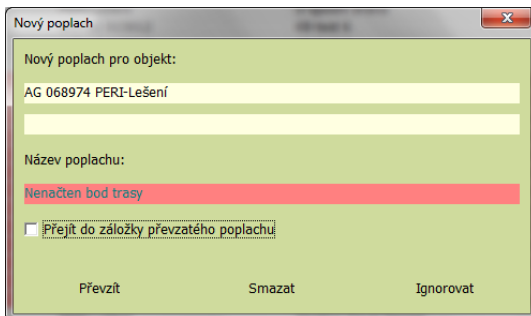 Nový poplach
Nový poplach pro objekt:
AG 068974 PERI-Lešení
Název poplachu:
Nenačten bod trasy
Přejít do záložky převzatého poplachu
Převzít Smazat Ignorovat